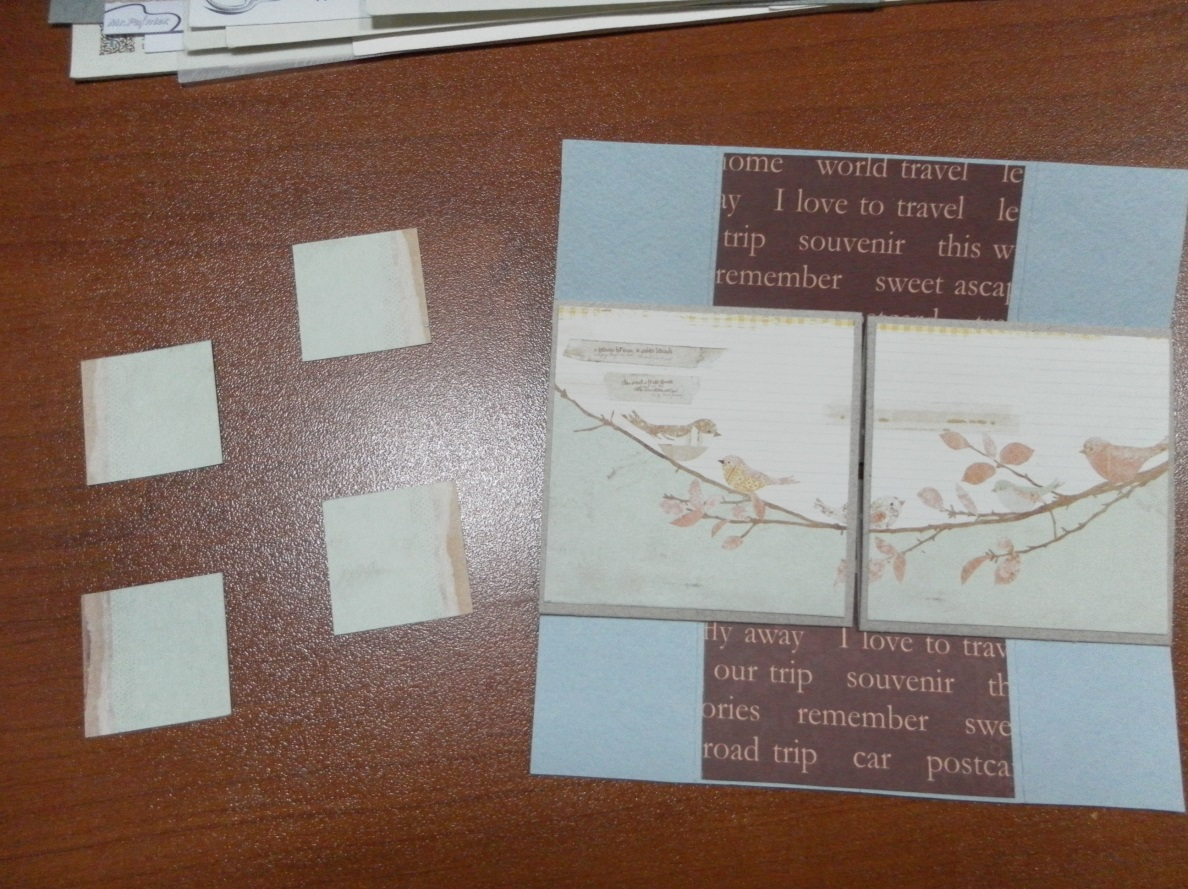 ome world travel le
ay I love to travel le
trip souvenir this w
remember sweet ascap
fly away I love to trav
our trip souvenir th
ories remember swe
road trip car postca